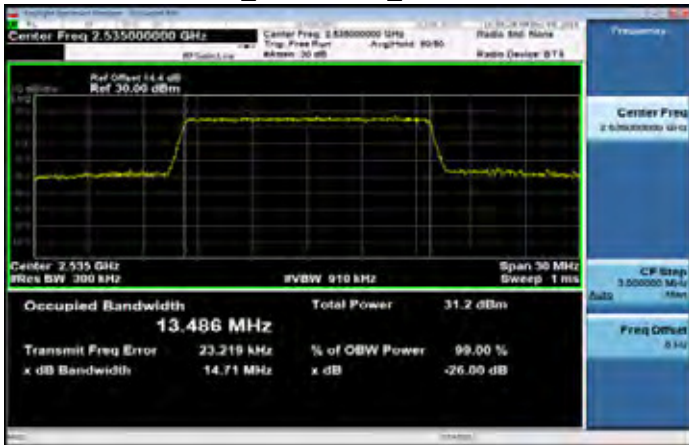 Center Freq 2.535000000 GHz
Center Freq: 2.535000000 GHz
Radio Std: None
Trig: Free Run
Avg|Hold: 80/80
#Atten: 30 dB
Radio Device: BTS
Frequency
Ref Offset 14.4 dB
Ref 30.00 dBm
Center Freq
2.535000000 GHz
Center 2.535 GHz
Span 30 MHz
#Res BW 300 kHz
#VBW 910 kHz
Sweep 1 ms
CF Step
3.000000 MHz
Auto Man
Occupied Bandwidth
Total Power 31.2 dBm
13.486 MHz
Freq Offset
0 Hz
Transmit Freq Error 23.219 kHz % of OBW Power 99.00 %
x dB Bandwidth 14.71 MHz x dB -26.00 dB